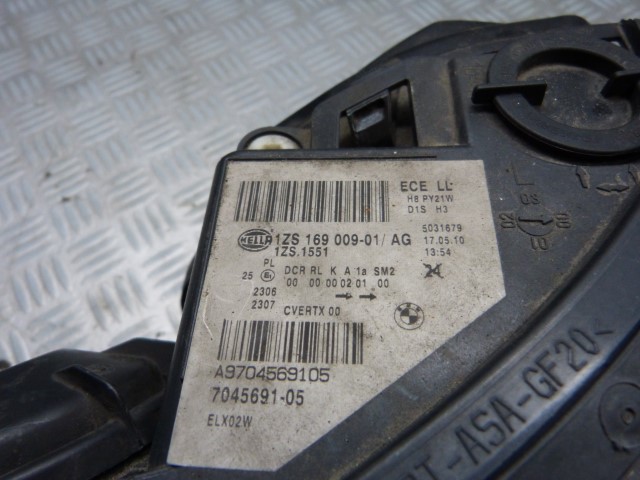 ECE LL
H8 PY21W
D1S H3
HELLA 1ZS 169 009-01/ AG
1ZS.1551
5031679
17.05.10
13:54
PL
25 E1 DCR RL K A 1a SM2 24
00 00 00 02 01 00
2306
2307 CVERTX 00
A9704569105
7045691-05
ELX02W
T-ASA-GF20<